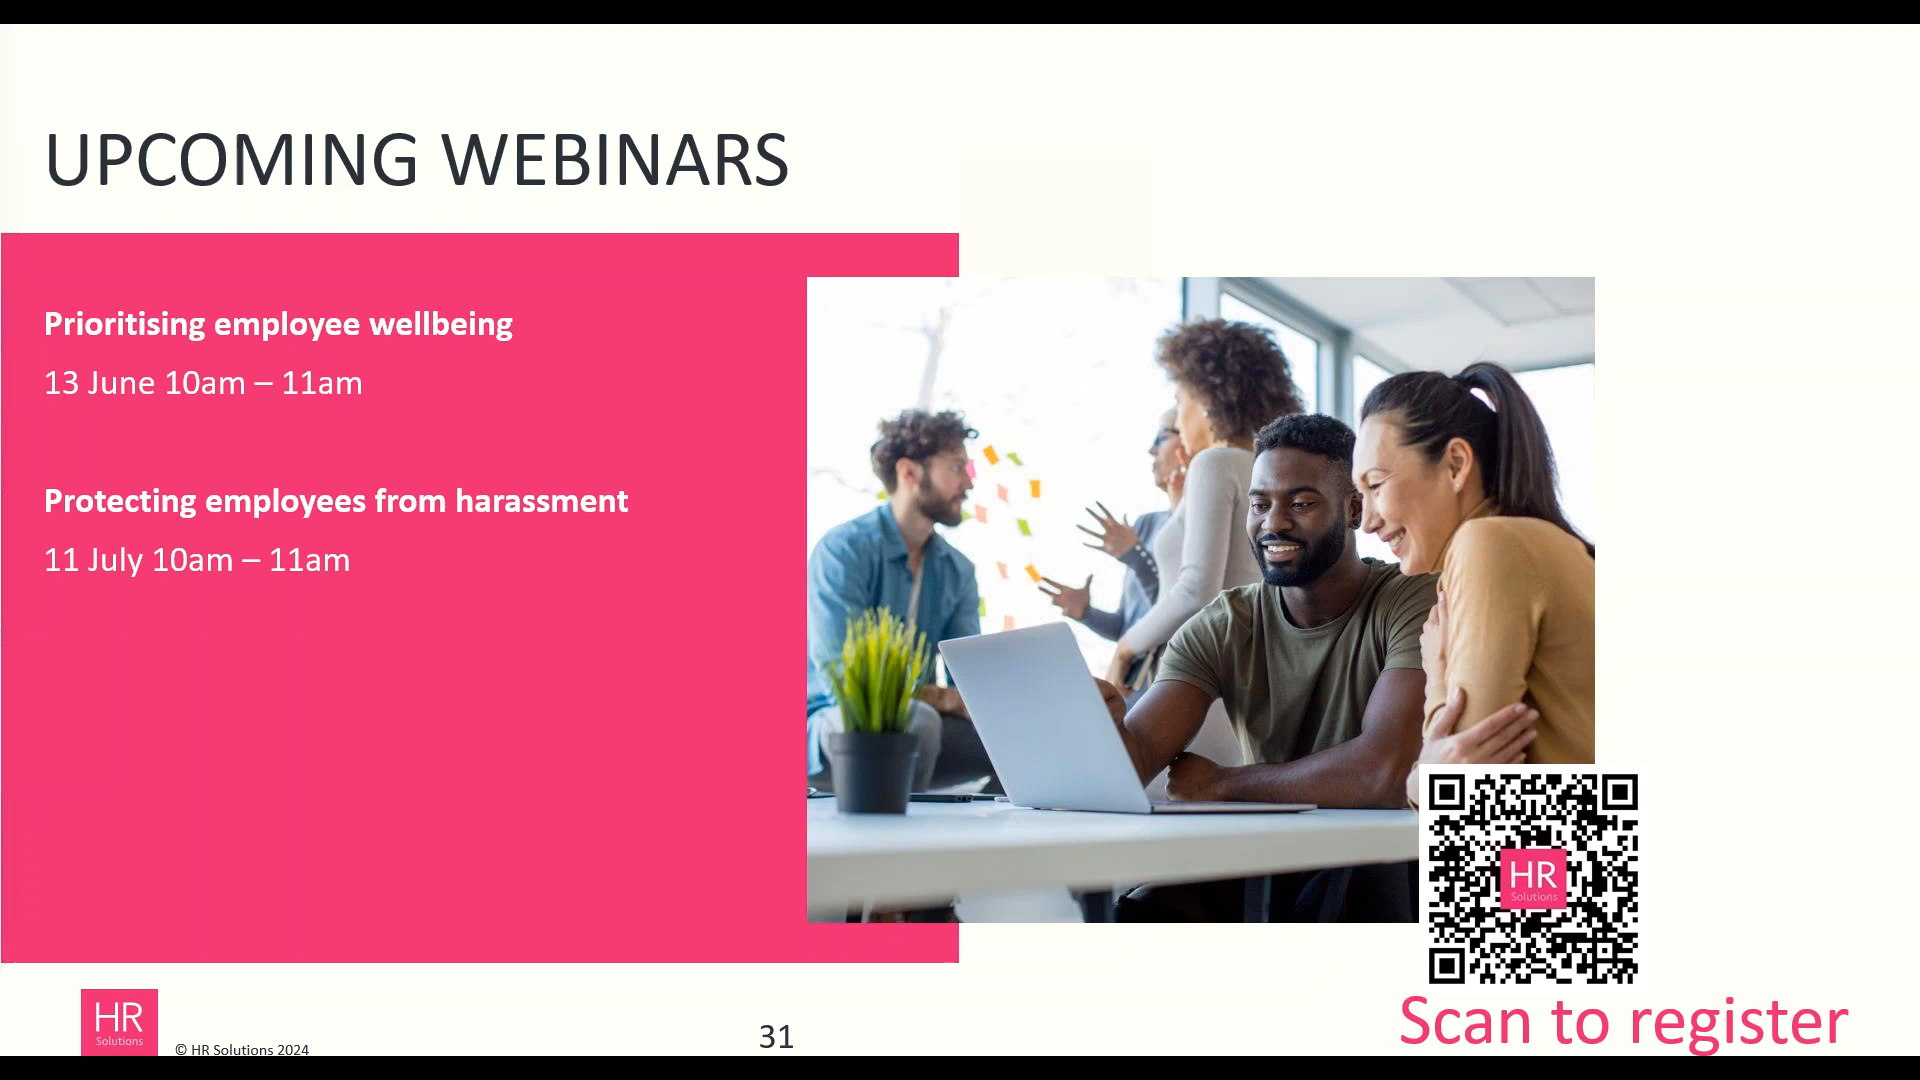 UPCOMING WEBINARS
Prioritising employee wellbeing
13 June 10am – 11am
Protecting employees from harassment
11 July 10am – 11am
HR
Solutions
Scan to register
HR
Solutions
© HR Solutions 2024
31